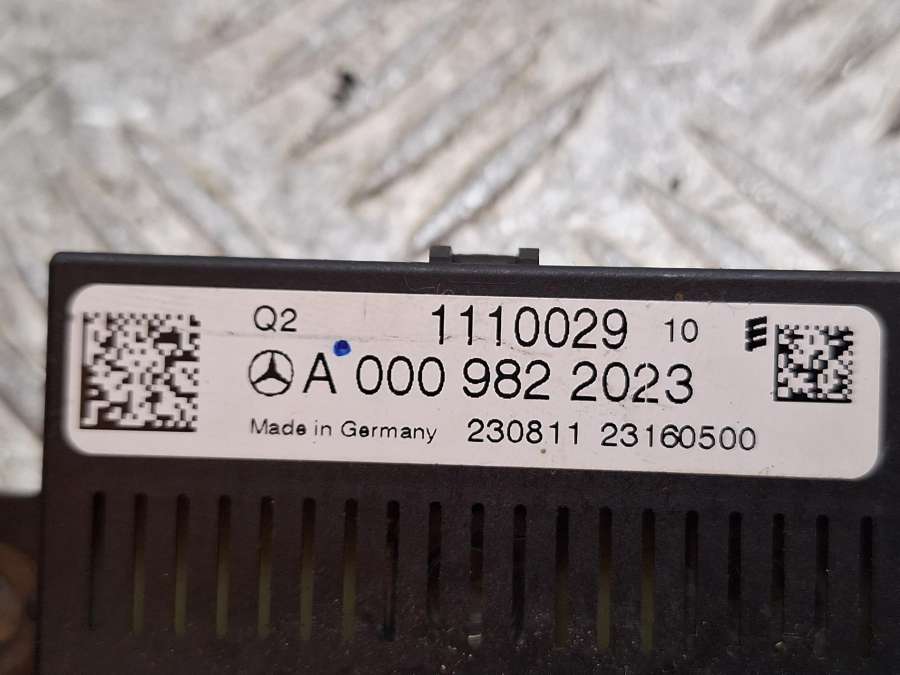 Q2 1110029 10
A 000 982 2023
Made in Germany 230811 23160500